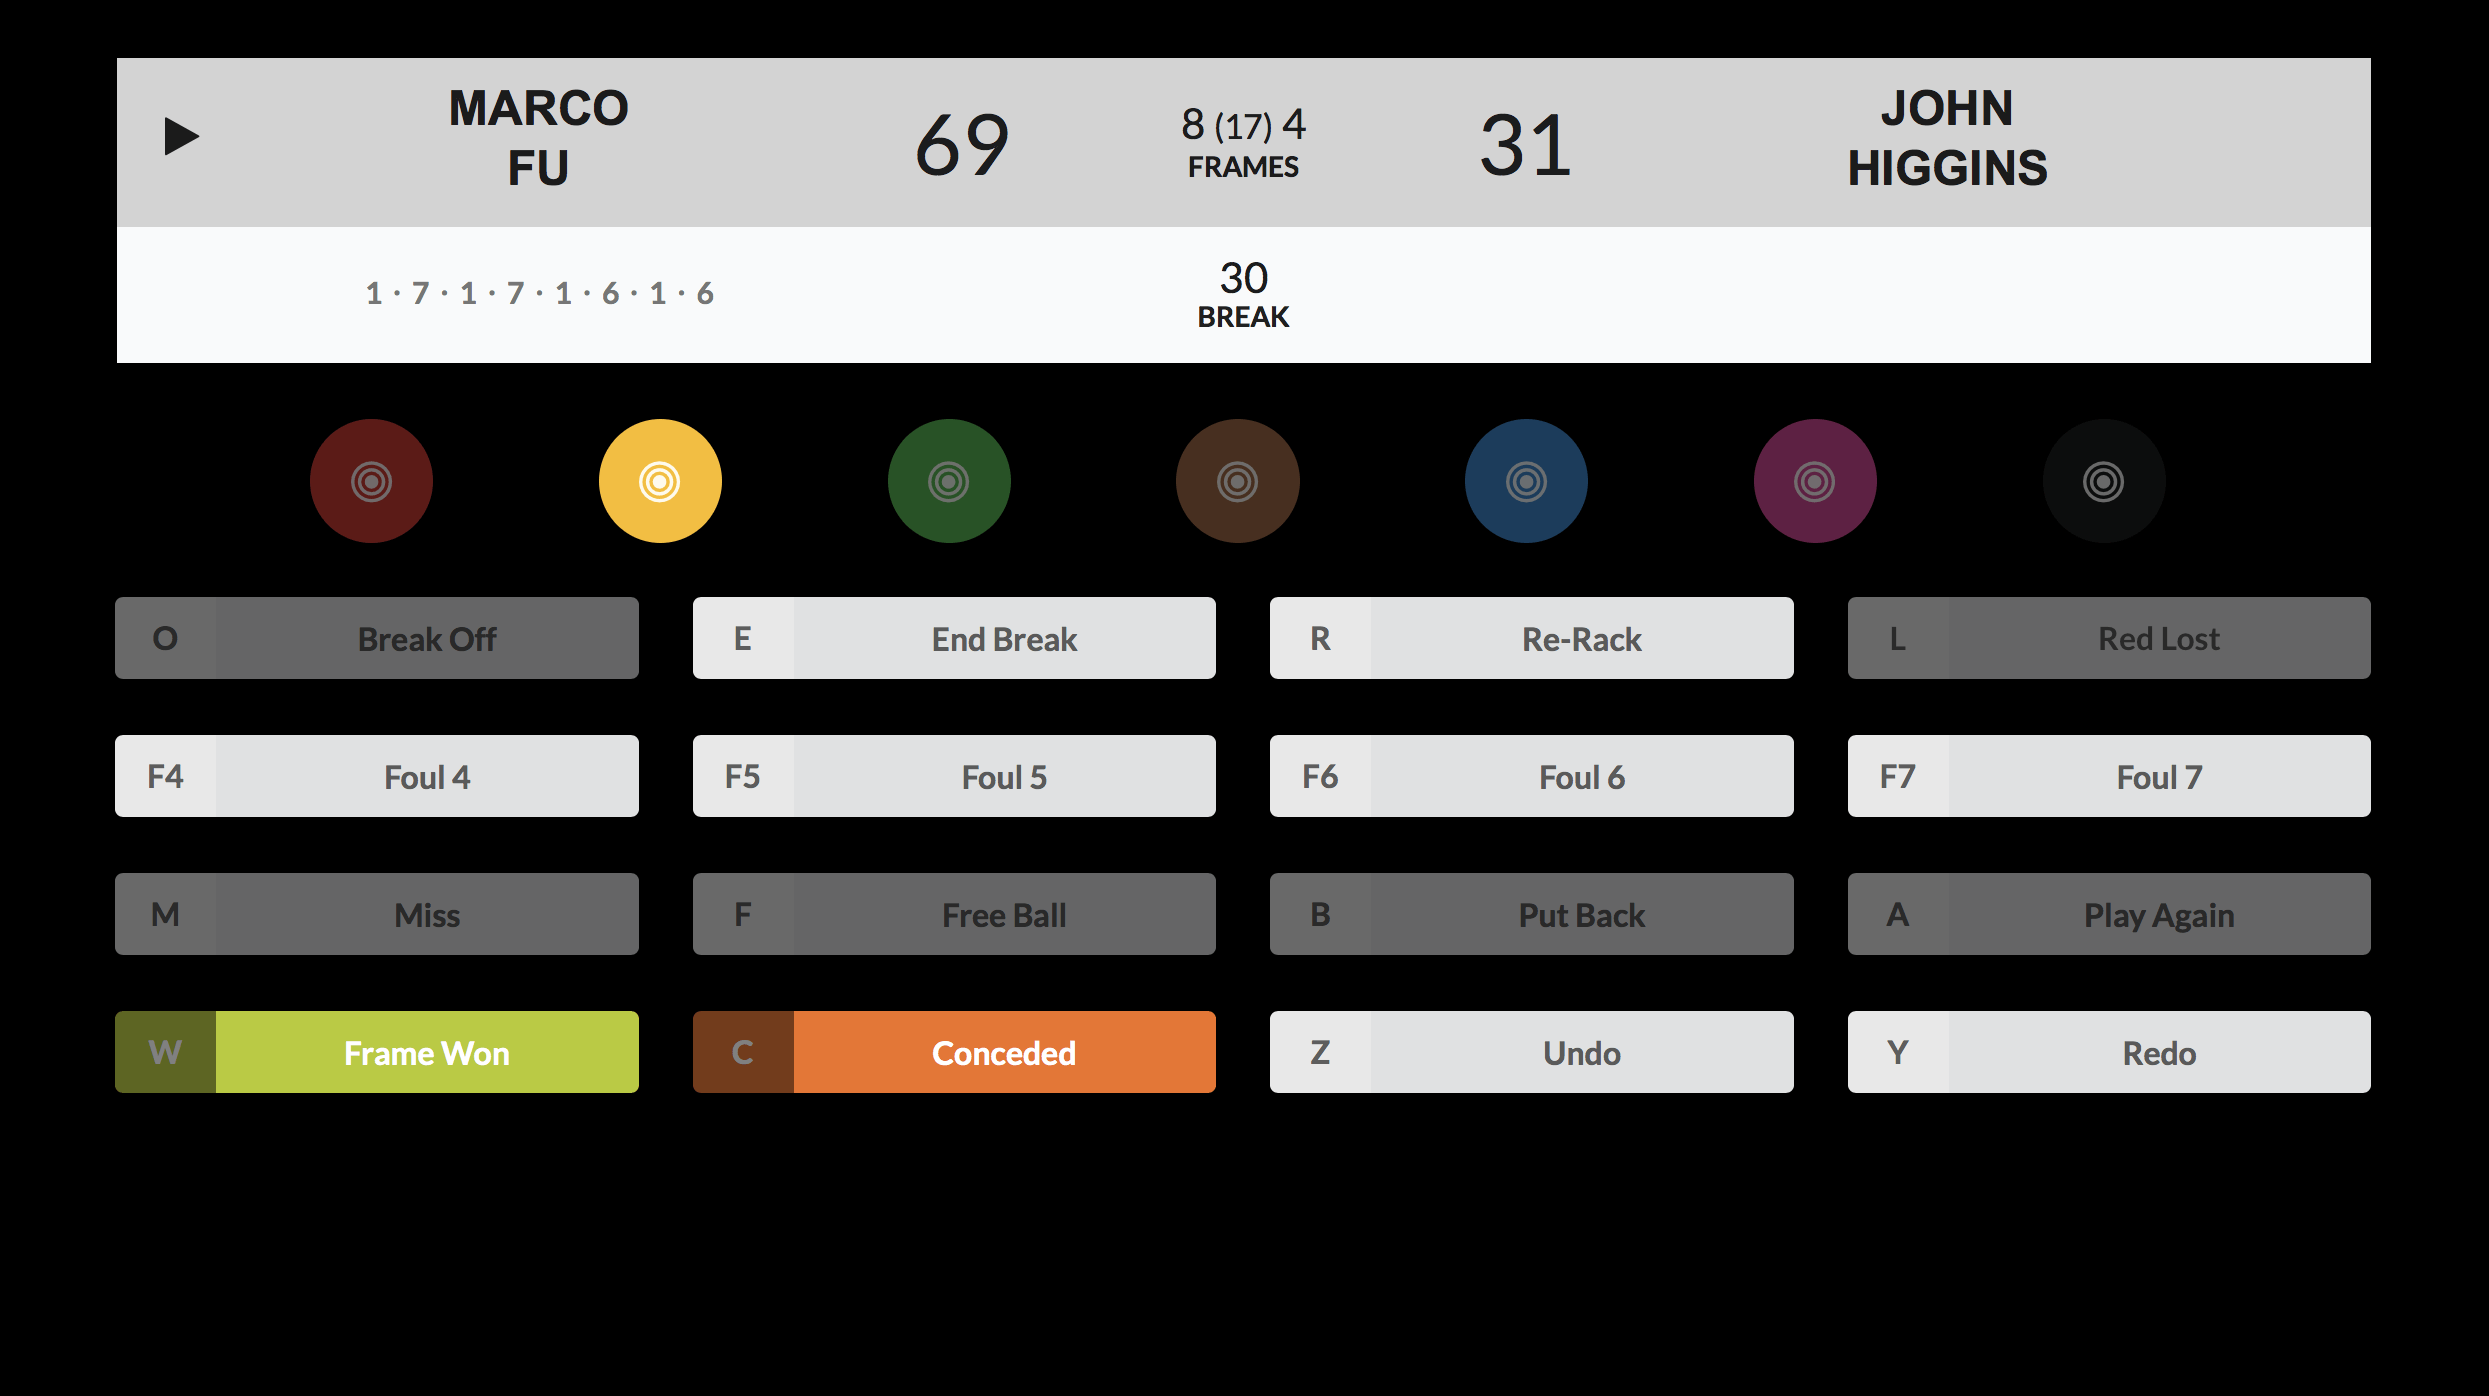 MARCO
FU
69
8 (17) 4
FRAMES
31
JOHN
HIGGINS
1 · 7 · 1 · 7 · 1 · 6 · 1 · 6
30
BREAK
O Break Off
E End Break
R Re-Rack
L Red Lost
F4 Foul 4
F5 Foul 5
F6 Foul 6
F7 Foul 7
M Miss
F Free Ball
B Put Back
A Play Again
W Frame Won
C Conceded
Z Undo
Y Redo